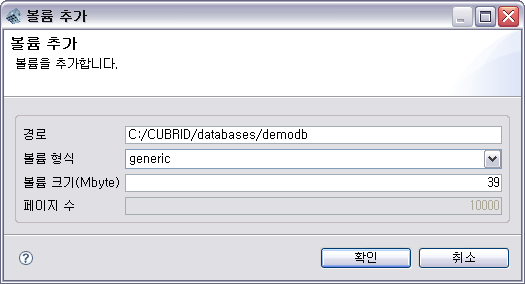 볼륨 추가
볼륨 추가
볼륨을 추가합니다.
경로 C:/CUBRID/databases/demodb
볼륨 형식 generic
볼륨 크기(Mbyte) 39
페이지 수 10000
? 확인 취소